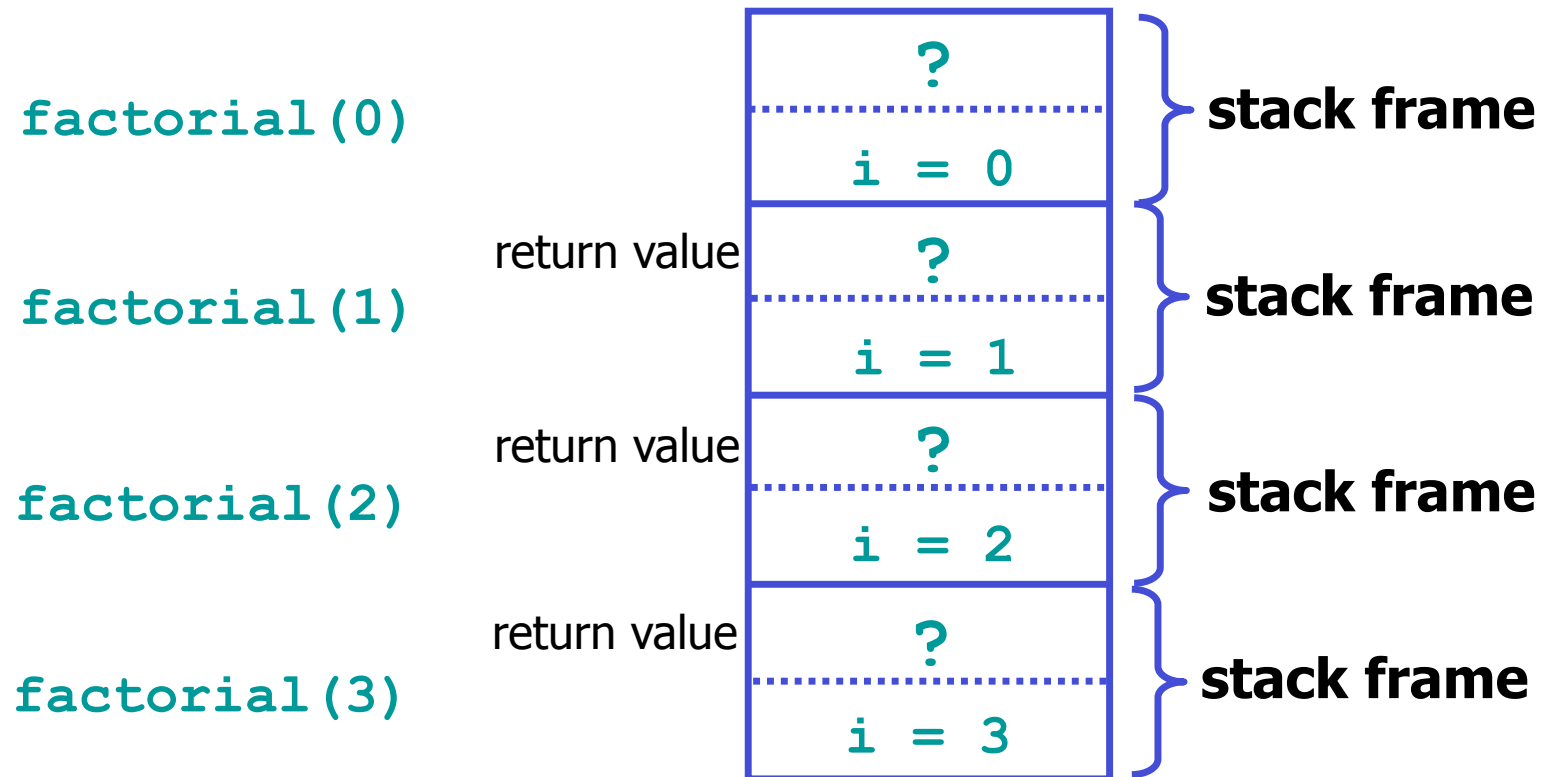 ?
factorial(0)
stack frame
i = 0
return value
?
factorial(1)
stack frame
i = 1
return value
?
factorial(2)
stack frame
i = 2
return value
?
factorial(3)
stack frame
i = 3